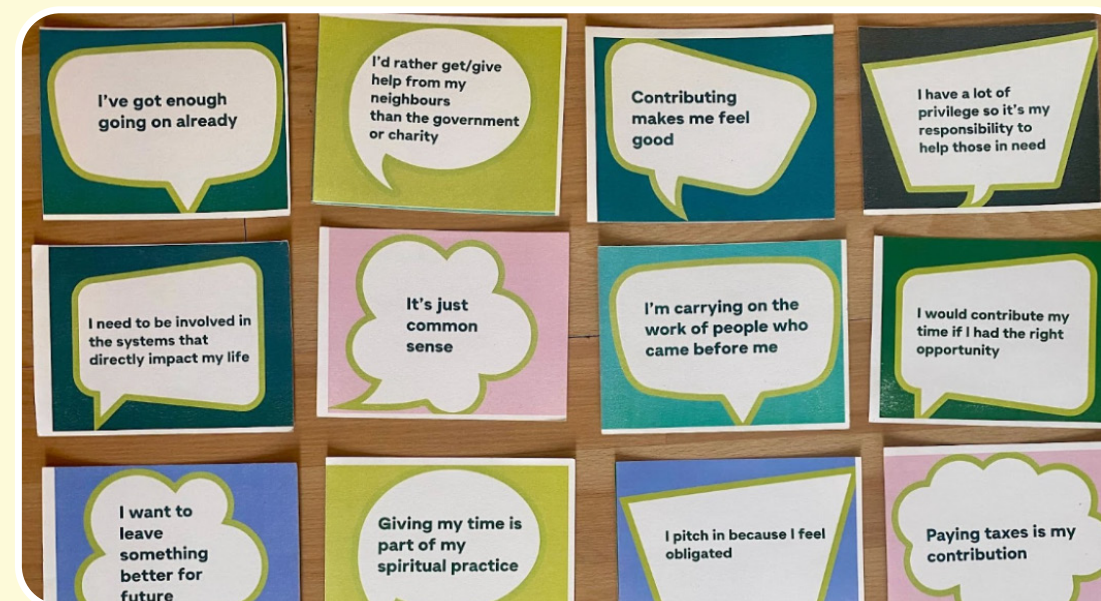 I've got enough
going on already
I'd rather get/give
help from my
neighbours
than the government
or charity
Contributing
makes me feel
good
I have a lot of
privilege so it's my
responsibility to
help those in need
I need to be involved in
the systems that
directly impact my life
It's just
common
sense
I'm carrying on the
work of people who
came before me
I would contribute my
time if I had the right
opportunity
I want to
leave
something
better for
future
Giving my time is
part of my
spiritual practice
I pitch in because I feel
obligated
Paying taxes is my
contribution